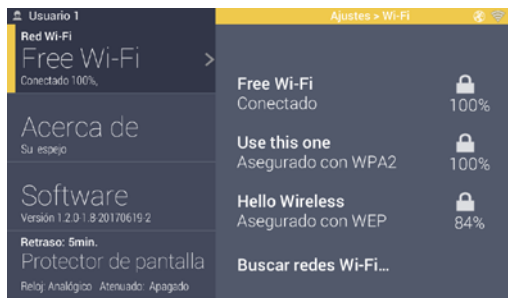 Usuario 1
Ajustes > Wi-Fi
Red Wi-Fi
Free Wi-Fi >
Conectado 100%,
Acerca de
Su espejo
Software
Versión 1.2.0-1.8 20170619-2
Retraso: 5min.
Protector de pantalla
Reloj: Analógico Atenuado: Apagado
Free Wi-Fi
Conectado
100%
Use this one
Asegurado con WPA2
100%
Hello Wireless
Asegurado con WEP
84%
Buscar redes Wi-Fi...